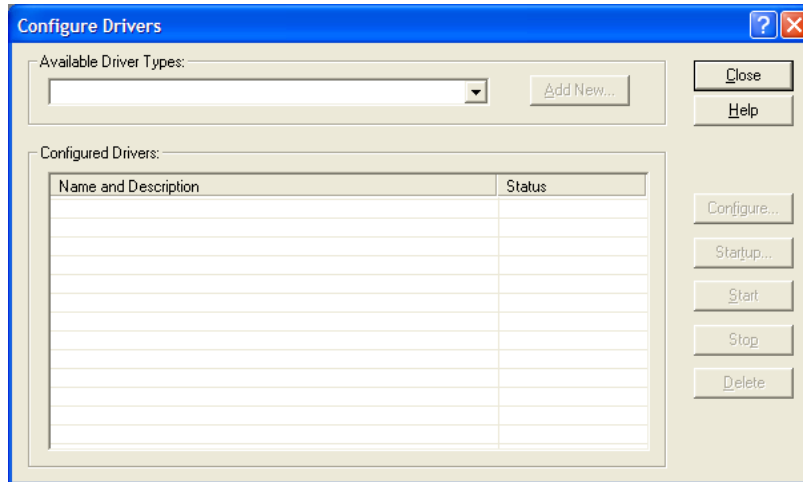 Configure Drivers
Available Driver Types:
Add New...
Close
Help
Configured Drivers:
Name and Description Status
Configure...
Startup...
Start
Stop
Delete